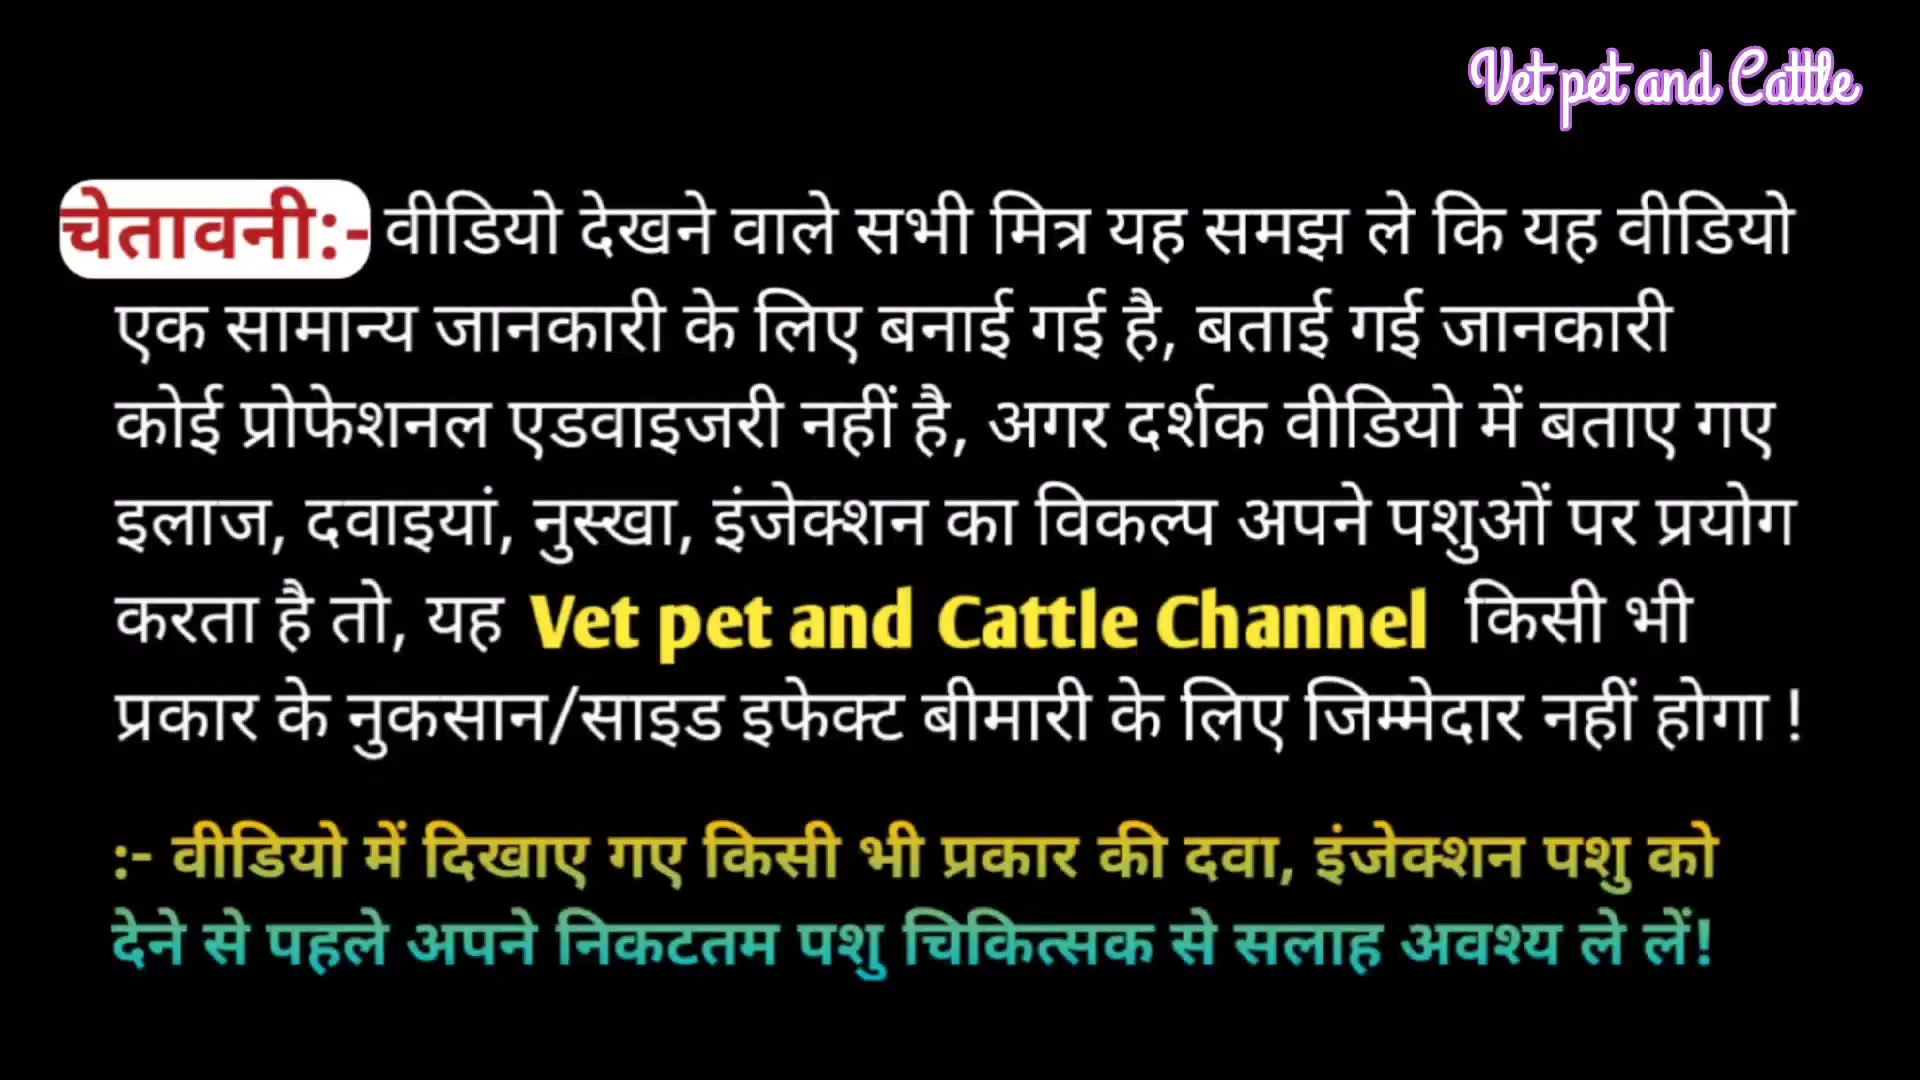 Vet pet and Cattle
चेतावनी:- वीडियो देखने वाले सभी मित्र यह समझ ले कि यह वीडियो
एक सामान्य जानकारी के लिए बनाई गई है, बताई गई जानकारी
कोई प्रोफेशनल एडवाइजरी नहीं है, अगर दर्शक वीडियो में बताए गए
इलाज, दवाइयां, नुस्खा, इंजेक्शन का विकल्प अपने पशुओं पर प्रयोग
करता है तो, यह Vet pet and Cattle Channel किसी भी
प्रकार के नुकसान/साइड इफेक्ट बीमारी के लिए जिम्मेदार नहीं होगा !
:- वीडियो में दिखाए गए किसी भी प्रकार की दवा, इंजेक्शन पशु को
देने से पहले अपने निकटतम पशु चिकित्सक से सलाह अवश्य ले लें!